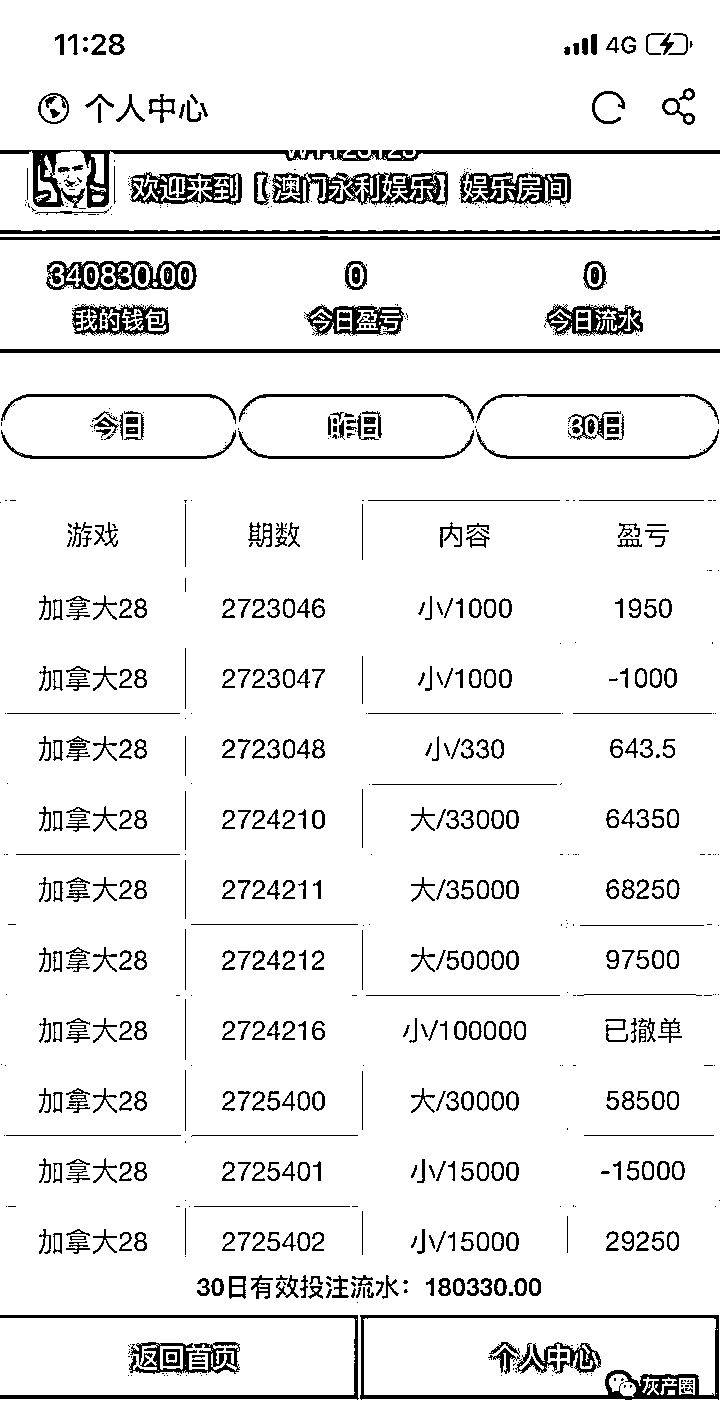 11:28 4G
个人中心
欢迎来到【 澳门永利娱乐】娱乐房间
340830.00 0 0
我的钱包 今日盈亏 今日流水
今日 昨日 30日
游戏 期数 内容 盈亏
加拿大28 2723046 小/1000 1950
加拿大28 2723047 小/1000 -1000
加拿大28 2723048 小/330 643.5
加拿大28 2724210 大/33000 64350
加拿大28 2724211 大/35000 68250
加拿大28 2724212 大/50000 97500
加拿大28 2724216 小/100000 已撤单
加拿大28 2725400 大/30000 58500
加拿大28 2725401 小/15000 -15000
加拿大28 2725402 小/15000 29250
30日有效投注流水：180330.00
返回首页 个人中心
灰产圈